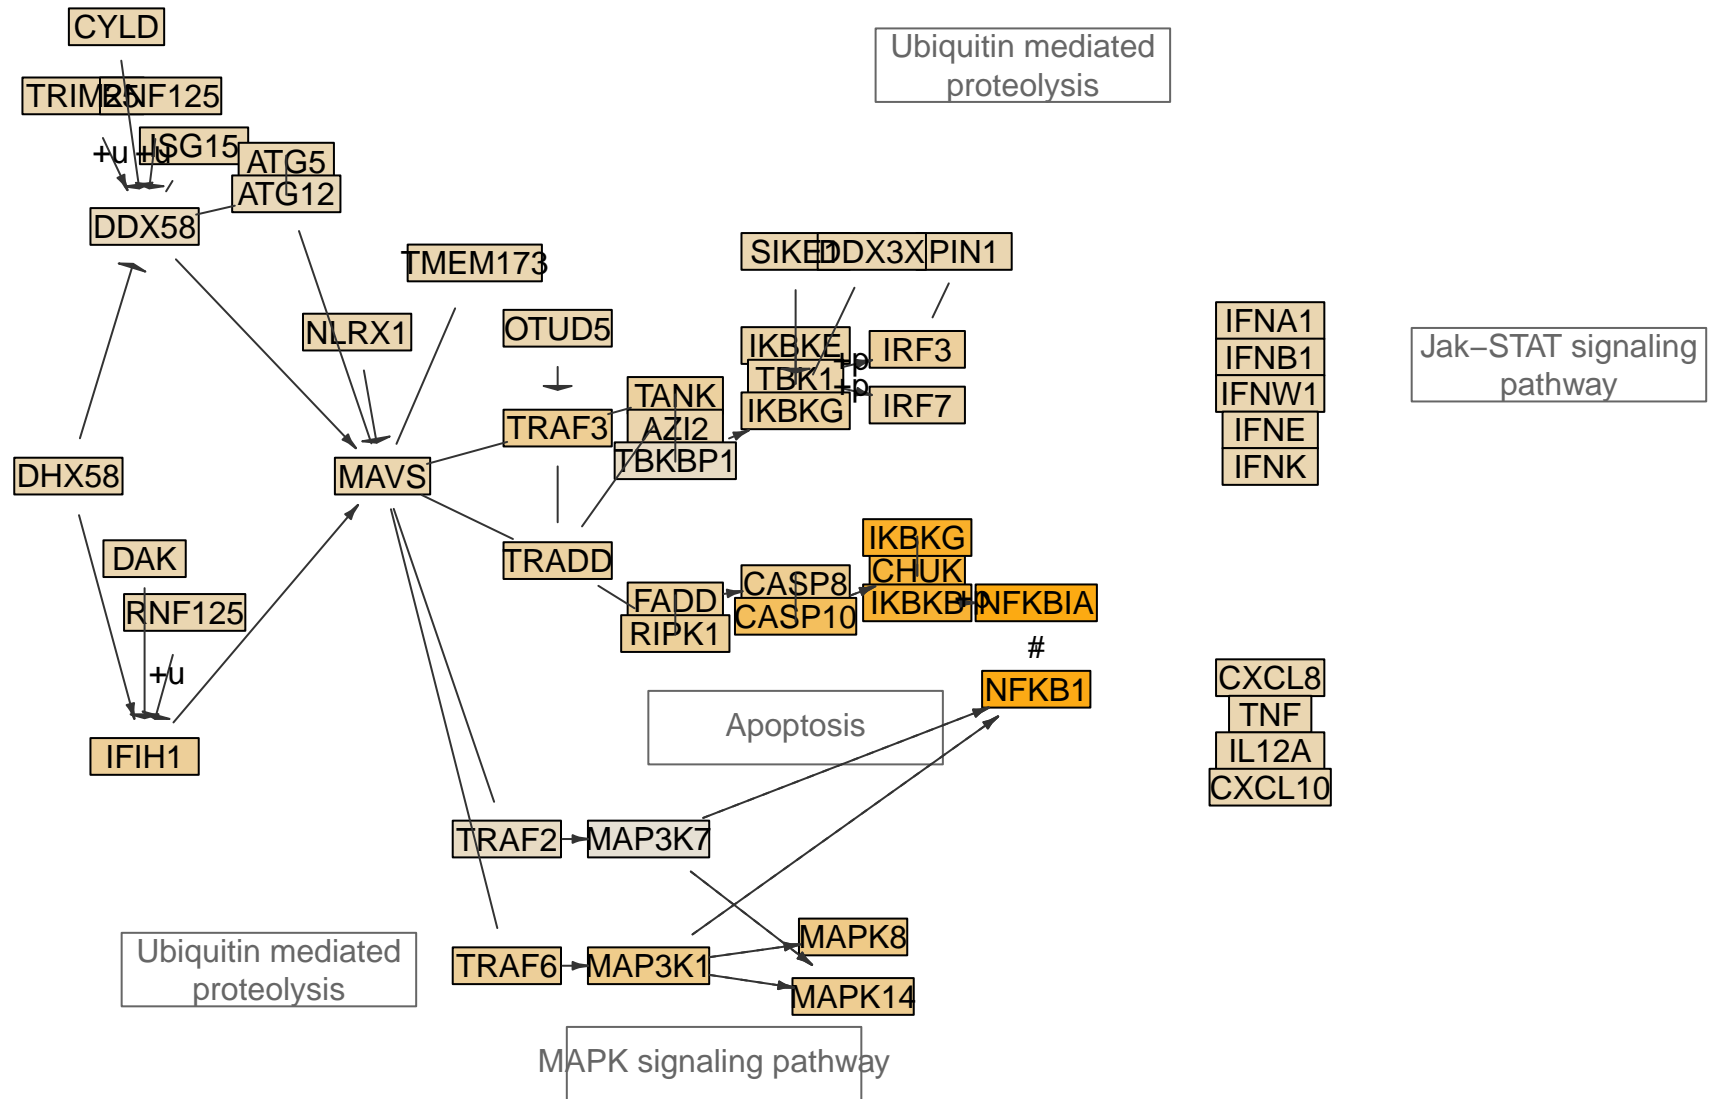 CYLD
Ubiquitin mediated
proteolysis
TRIM25
RNF125
ISG15
+u
+u
ATG5
ATG12
DDX58
TMEM173
SIKE1
DDX3X
PIN1
NLRX1
OTUD5
IKBKE
TBK1
IKBKG
+p
+p
IRF3
IRF7
IFNA1
IFNB1
IFNW1
IFNE
IFNK
Jak−STAT signaling
pathway
TANK
AZI2
TBKBP1
TRAF3
DHX58
MAVS
DAK
RNF125
+u
IFIH1
TRADD
FADD
RIPK1
CASP8
CASP10
IKBKG
CHUK
IKBKB
+p
NFKBIA
#
NFKB1
CXCL8
TNF
IL12A
CXCL10
Apoptosis
TRAF2
MAP3K7
TRAF6
MAP3K1
MAPK8
MAPK14
Ubiquitin mediated
proteolysis
MAPK signaling pathway